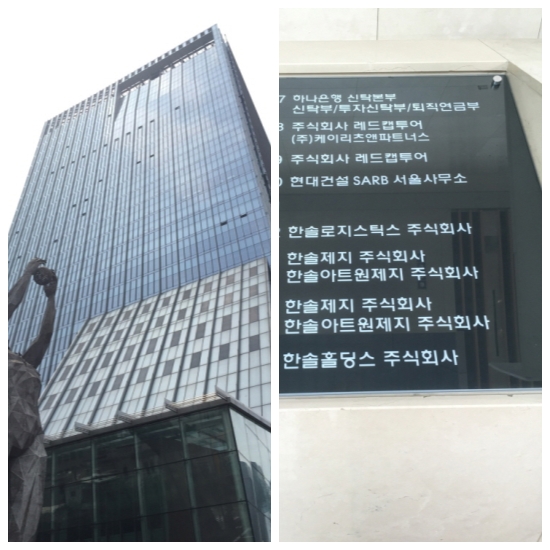 7 하나은행 신탁본부
신탁부/투자신탁부/퇴직연금부
8 주식회사 레드캡투어
(주)케이리츠앤파트너스
9 주식회사 레드캡투어
현대건설 SARB 서울사무소
한솔로지스틱스 주식회사
한솔제지 주식회사
한솔아트원제지 주식회사
한솔제지 주식회사
한솔아트원제지 주식회사
한솔홀딩스 주식회사